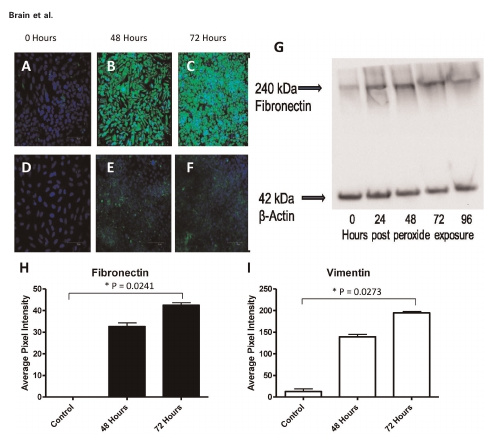 Brain et al.
0 Hours 48 Hours 72 Hours
A B C
D E F
G
240 kDa
Fibronectin
42 kDa
β-Actin
0 24 48 72 96
Hours post peroxide exposure
H
Fibronectin
* P = 0.0241
Average Pixel Intensity
50
40
30
20
10
0
Control
48 Hours
72 Hours
I
Vimentin
* P = 0.0273
Average Pixel Intensity
250
200
150
100
50
0
Control
48 Hours
72 Hours